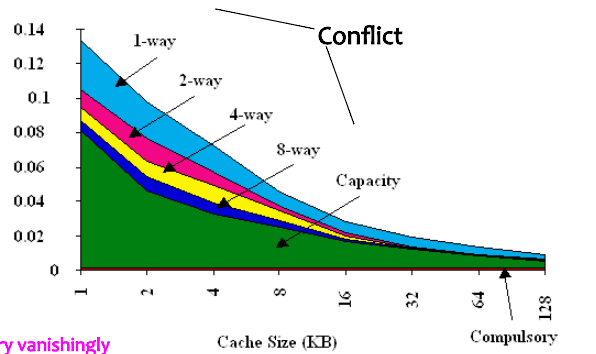 0.14
Conflict
1-way
0.12
2-way
0.1
4-way
0.08
8-way
0.06
Capacity
0.04
0.02
0
1 2 4 8 16 32 64 128
Cache Size (KB)
Compulsory
vanishingly